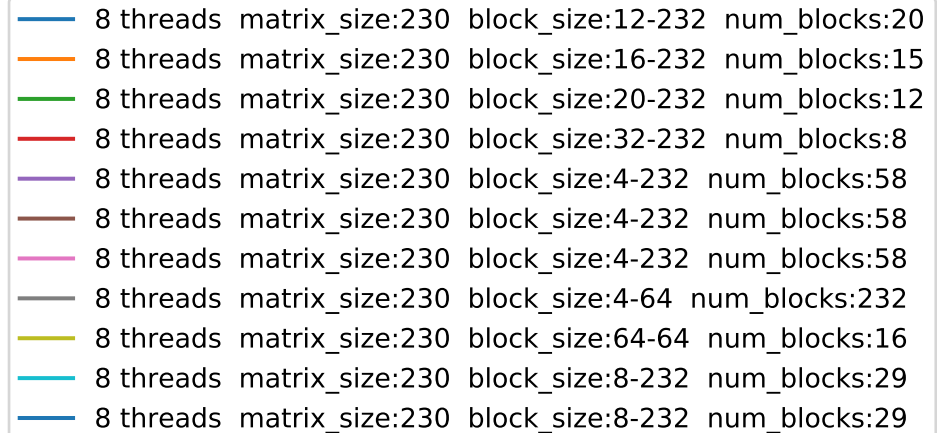 8 threads  matrix_size:230  block_size:12-232  num_blocks:20
8 threads  matrix_size:230  block_size:16-232  num_blocks:15
8 threads  matrix_size:230  block_size:20-232  num_blocks:12
8 threads  matrix_size:230  block_size:32-232  num_blocks:8
8 threads  matrix_size:230  block_size:4-232  num_blocks:58
8 threads  matrix_size:230  block_size:4-232  num_blocks:58
8 threads  matrix_size:230  block_size:4-232  num_blocks:58
8 threads  matrix_size:230  block_size:4-64  num_blocks:232
8 threads  matrix_size:230  block_size:64-64  num_blocks:16
8 threads  matrix_size:230  block_size:8-232  num_blocks:29
8 threads  matrix_size:230  block_size:8-232  num_blocks:29